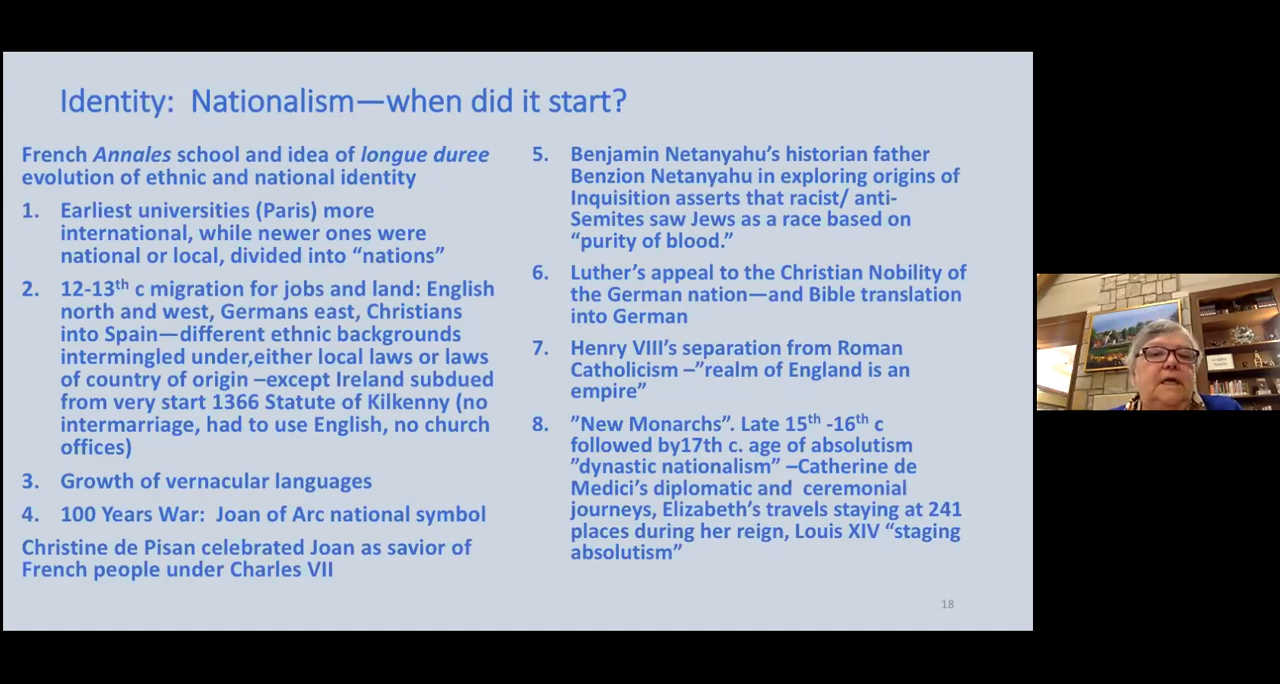 Identity: Nationalism—when did it start?
French Annales school and idea of longue duree
evolution of ethnic and national identity
1. Earliest universities (Paris) more
international, while newer ones were
national or local, divided into “nations”
2. 12-13th c migration for jobs and land: English
north and west, Germans east, Christians
into Spain—different ethnic backgrounds
intermingled under,either local laws or laws
of country of origin –except Ireland subdued
from very start 1366 Statute of Kilkenny (no
intermarriage, had to use English, no church
offices)
3. Growth of vernacular languages
4. 100 Years War: Joan of Arc national symbol
Christine de Pisan celebrated Joan as savior of
French people under Charles VII
5. Benjamin Netanyahu’s historian father
Benzion Netanyahu in exploring origins of
Inquisition asserts that racist/ anti-
Semites saw Jews as a race based on
“purity of blood.”
6. Luther’s appeal to the Christian Nobility of
the German nation—and Bible translation
into German
7. Henry VIII’s separation from Roman
Catholicism –”realm of England is an
empire”
8. ”New Monarchs”. Late 15th -16th c
followed by17th c. age of absolutism
”dynastic nationalism” –Catherine de
Medici’s diplomatic and ceremonial
journeys, Elizabeth’s travels staying at 241
places during her reign, Louis XIV “staging
absolutism”
18